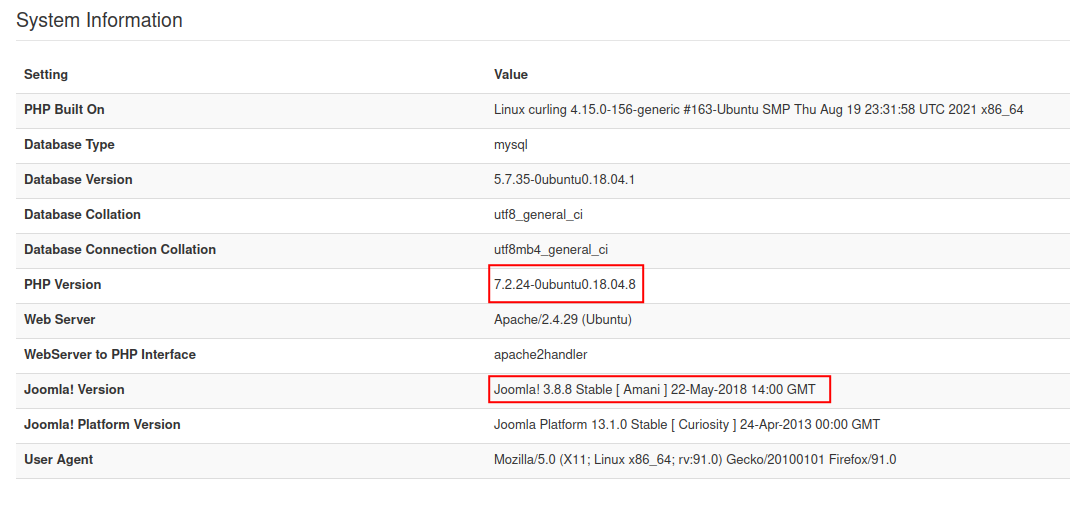 System Information
Setting Value
PHP Built On Linux curling 4.15.0-156-generic #163-Ubuntu SMP Thu Aug 19 23:31:58 UTC 2021 x86_64
Database Type mysql
Database Version 5.7.35-0ubuntu0.18.04.1
Database Collation utf8_general_ci
Database Connection Collation utf8mb4_general_ci
PHP Version 7.2.24-0ubuntu0.18.04.8
Web Server Apache/2.4.29 (Ubuntu)
WebServer to PHP Interface apache2handler
Joomla! Version Joomla! 3.8.8 Stable [ Amani ] 22-May-2018 14:00 GMT
Joomla! Platform Version Joomla Platform 13.1.0 Stable [ Curiosity ] 24-Apr-2013 00:00 GMT
User Agent Mozilla/5.0 (X11; Linux x86_64; rv:91.0) Gecko/20100101 Firefox/91.0